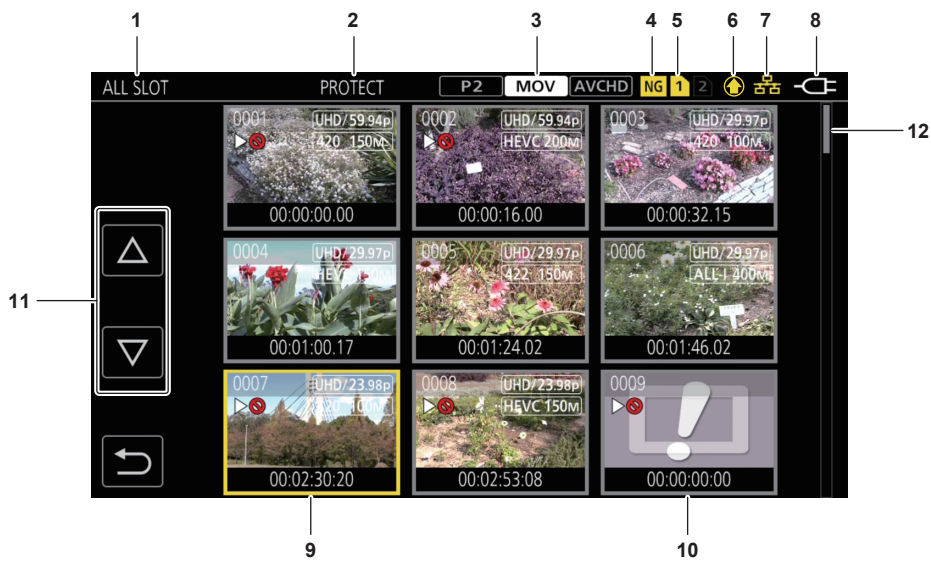 1 2 3 4 5 6 7 8
ALL SLOT PROTECT P2 MOV AVCHD NG 1 2
12
0001 UHD/59.94p 0002 UHD/59.94p 0003 UHD/29.97p
420 150M HEVC 200M 420 100M
00:00:00.00 00:00:16.00 00:00:32.15
0004 UHD/29.97p 0005 UHD/29.97p 0006 UHD/29.97p
HEVC 150M 422 150M ALL-I 400M
11
00:01:00.17 00:01:24.02 00:01:46.02
0007 UHD/23.98p 0008 UHD/23.98p 0009
420 100M HEVC 150M
00:02:30:20 00:02:53:08 00:00:00:00
9 10